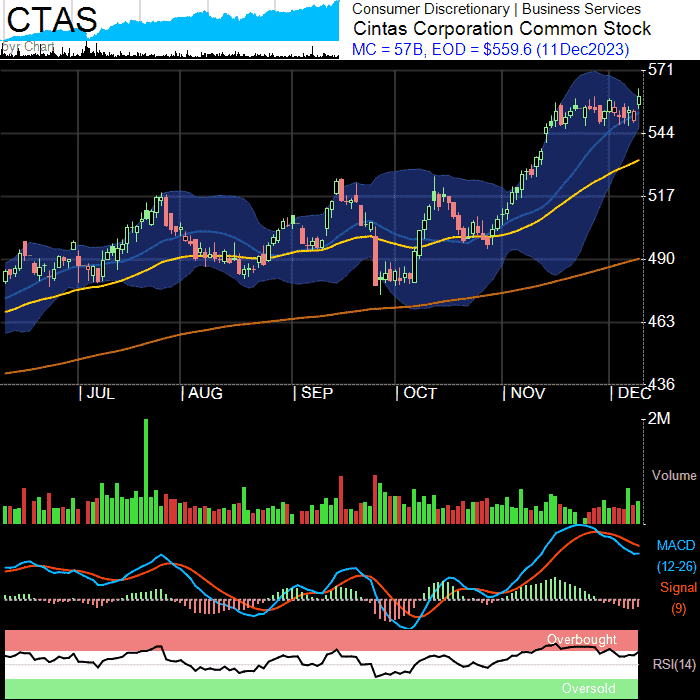 CTAS
5yr Chart
Consumer Discretionary | Business Services
Cintas Corporation Common Stock
MC = 57B, EOD = $559.6 (11Dec2023)
571
544
517
490
463
436
| JUL | AUG | SEP | OCT | NOV | DEC
2M
Volume
MACD
(12-26)
Signal
(9)
Overbought
RSI(14)
Oversold